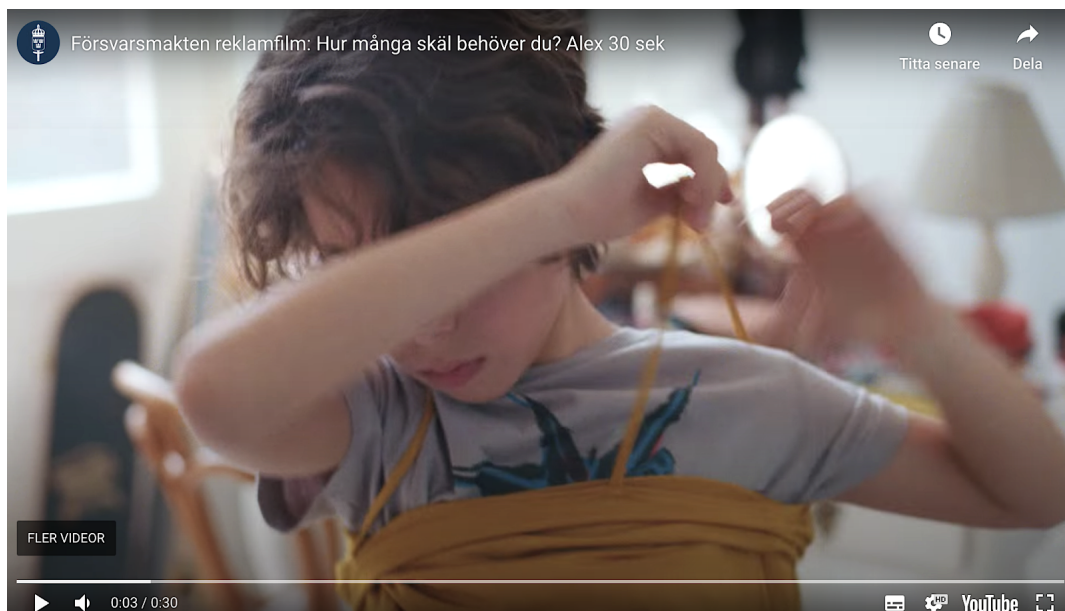 Försvarsmakten reklamfilm: Hur många skäl behöver du? Alex 30 sek
Titta senare
Dela
FLER VIDEOR
0:03 / 0:30
HD
YouTube